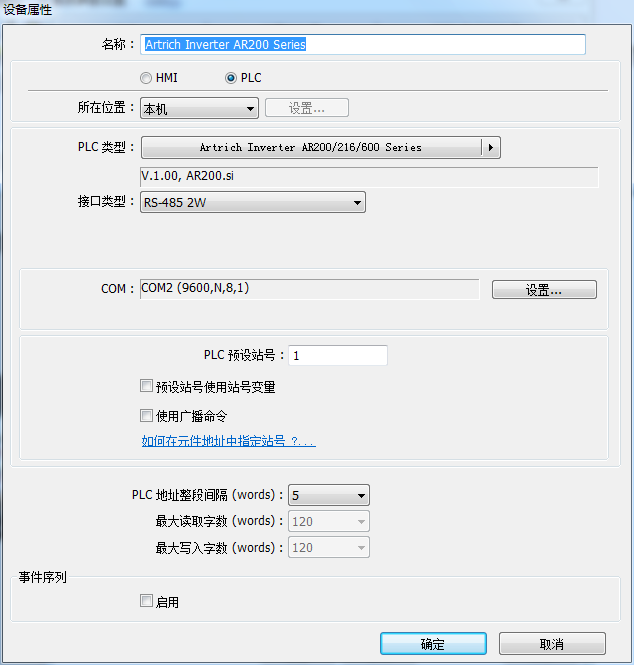 设备属性
名称 : Artrich Inverter AR200 Series
HMI PLC
所在位置 : 本机 设置...
PLC 类型 : Artrich Inverter AR200/216/600 Series
V.1.00, AR200.si
接口类型 : RS-485 2W
COM : COM2 (9600,N,8,1) 设置...
PLC 预设站号 : 1
预设站号使用站号变量
使用广播命令
如何在元件地址中指定站号 ?...
PLC 地址整段间隔 (words) : 5
最大读取字数 (words) : 120
最大写入字数 (words) : 120
事件序列
启用
确定 取消